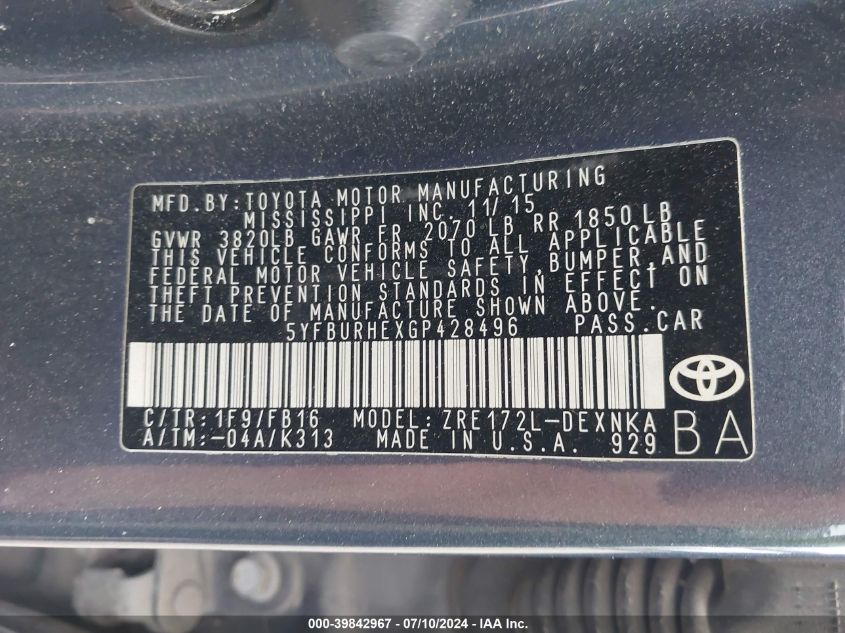 MFD.BY:TOYOTA MOTOR MANUFACTURING
MISSISSIPPI INC. 11/15
GVWR 3820LB GAWR FR 2070 LB RR 1850 LB
THIS VEHICLE CONFORMS TO ALL APPLICABLE
FEDERAL MOTOR VEHICLE SAFETY,BUMPER,AND
THEFT PREVENTION STANDARDS IN EFFECT ON
THE DATE OF MANUFACTURE SHOWN ABOVE.
5YFBURHEXGP428496 PASS.CAR
C/TR:1F9/FB16 MODEL:ZRE172L-DEXNKA
A/TM:-04A/K313 MADE IN U.S.A. 929
BA
000-39842967 / 07/10/2024 - © IAA Inc.